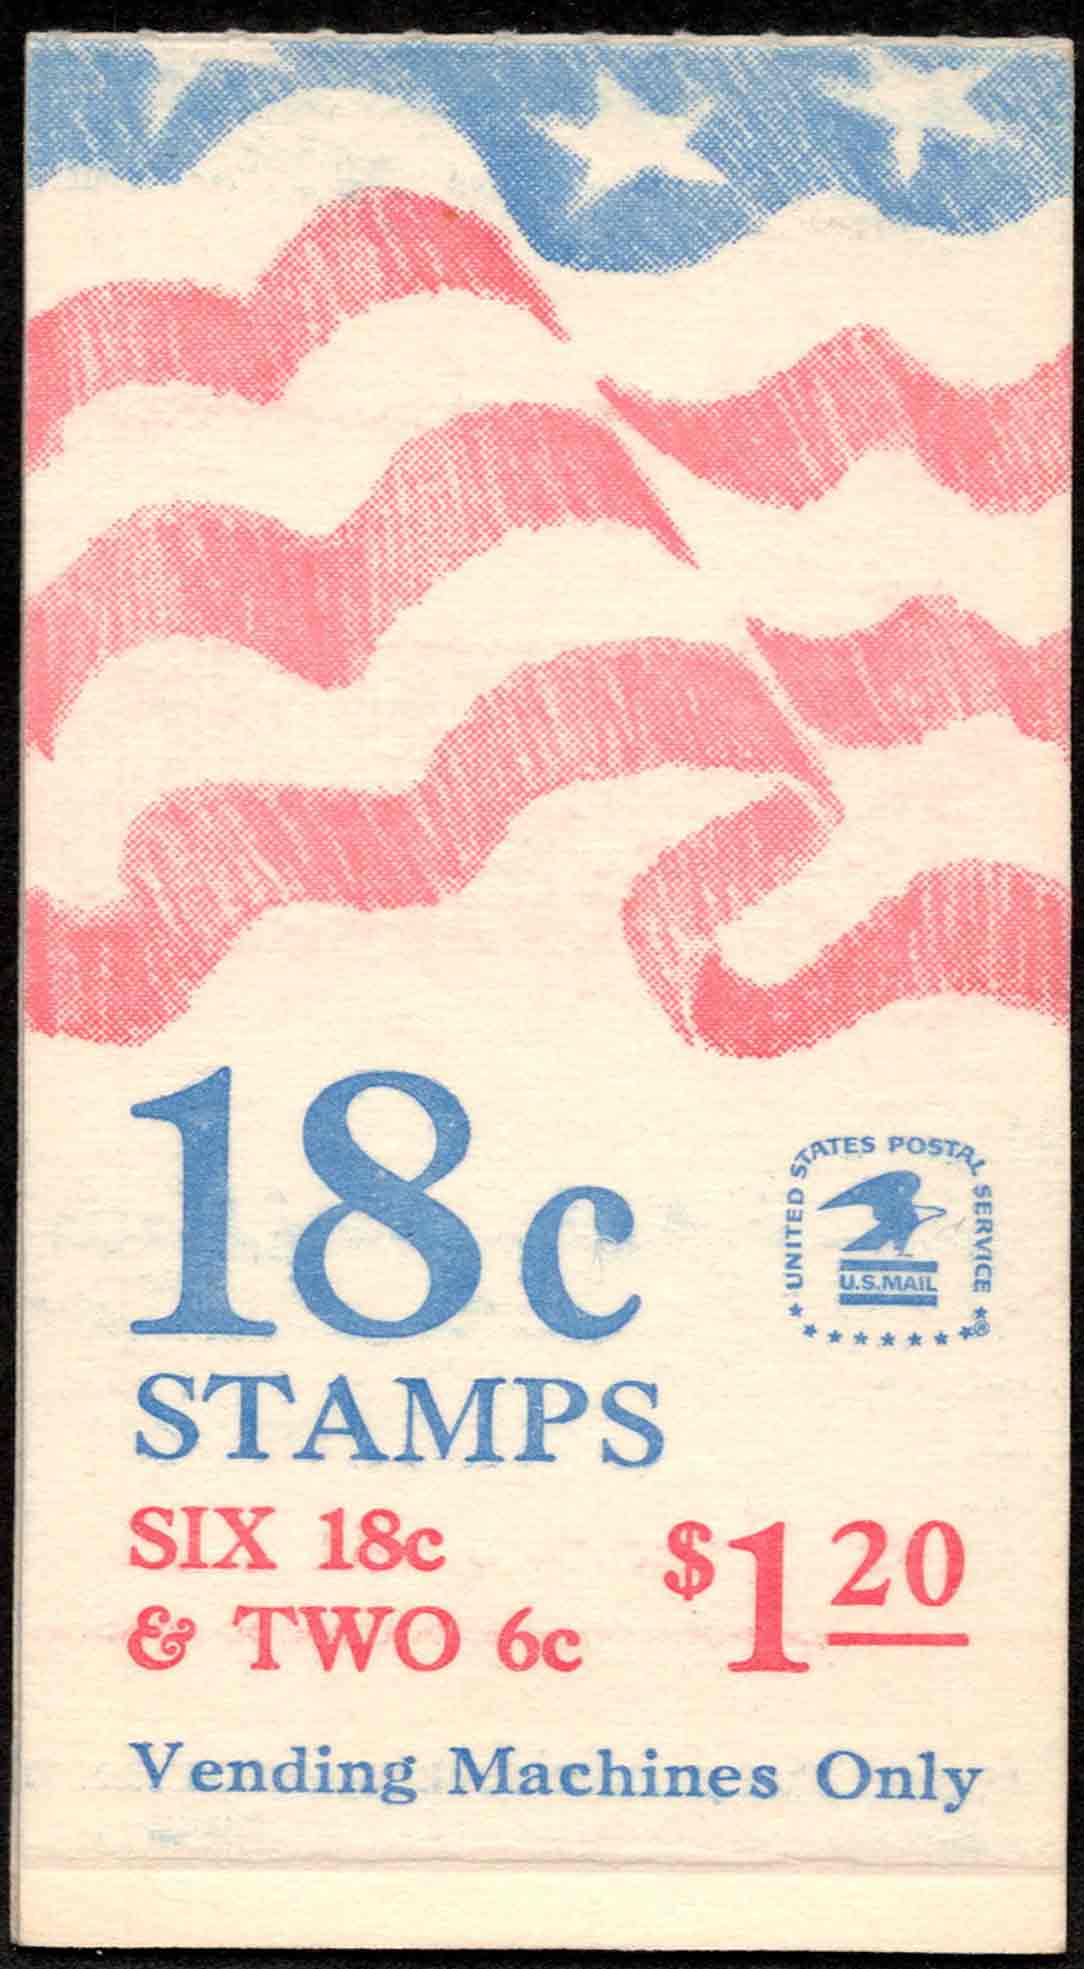 18c
STAMPS
UNITED STATES POSTAL SERVICE
U.S.MAIL
®
SIX 18c
& TWO 6c
$1 20
Vending Machines Only